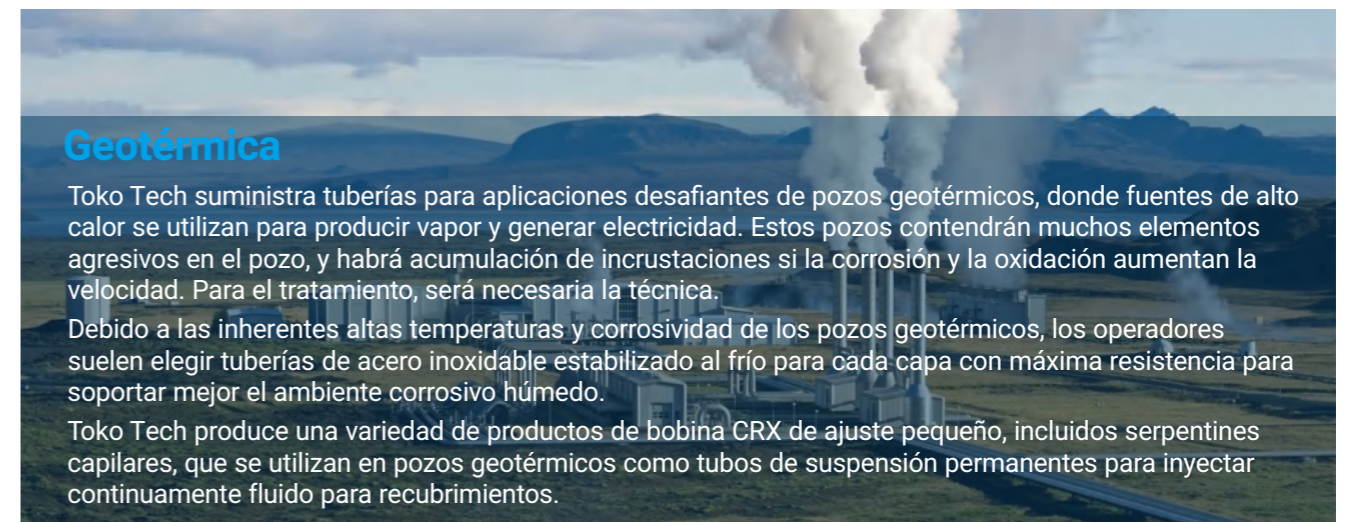 Geotérmica
Toko Tech suministra tuberías para aplicaciones desafiantes de pozos geotérmicos, donde fuentes de alto
calor se utilizan para producir vapor y generar electricidad. Estos pozos contendrán muchos elementos
agresivos en el pozo, y habrá acumulación de incrustaciones si la corrosión y la oxidación aumentan la
velocidad. Para el tratamiento, será necesaria la técnica.
Debido a las inherentes altas temperaturas y corrosividad de los pozos geotérmicos, los operadores
suelen elegir tuberías de acero inoxidable estabilizado al frío para cada capa con máxima resistencia para
soportar mejor el ambiente corrosivo húmedo.
Toko Tech produce una variedad de productos de bobina CRX de ajuste pequeño, incluidos serpentines
capilares, que se utilizan en pozos geotérmicos como tubos de suspensión permanentes para inyectar
continuamente fluido para recubrimientos.